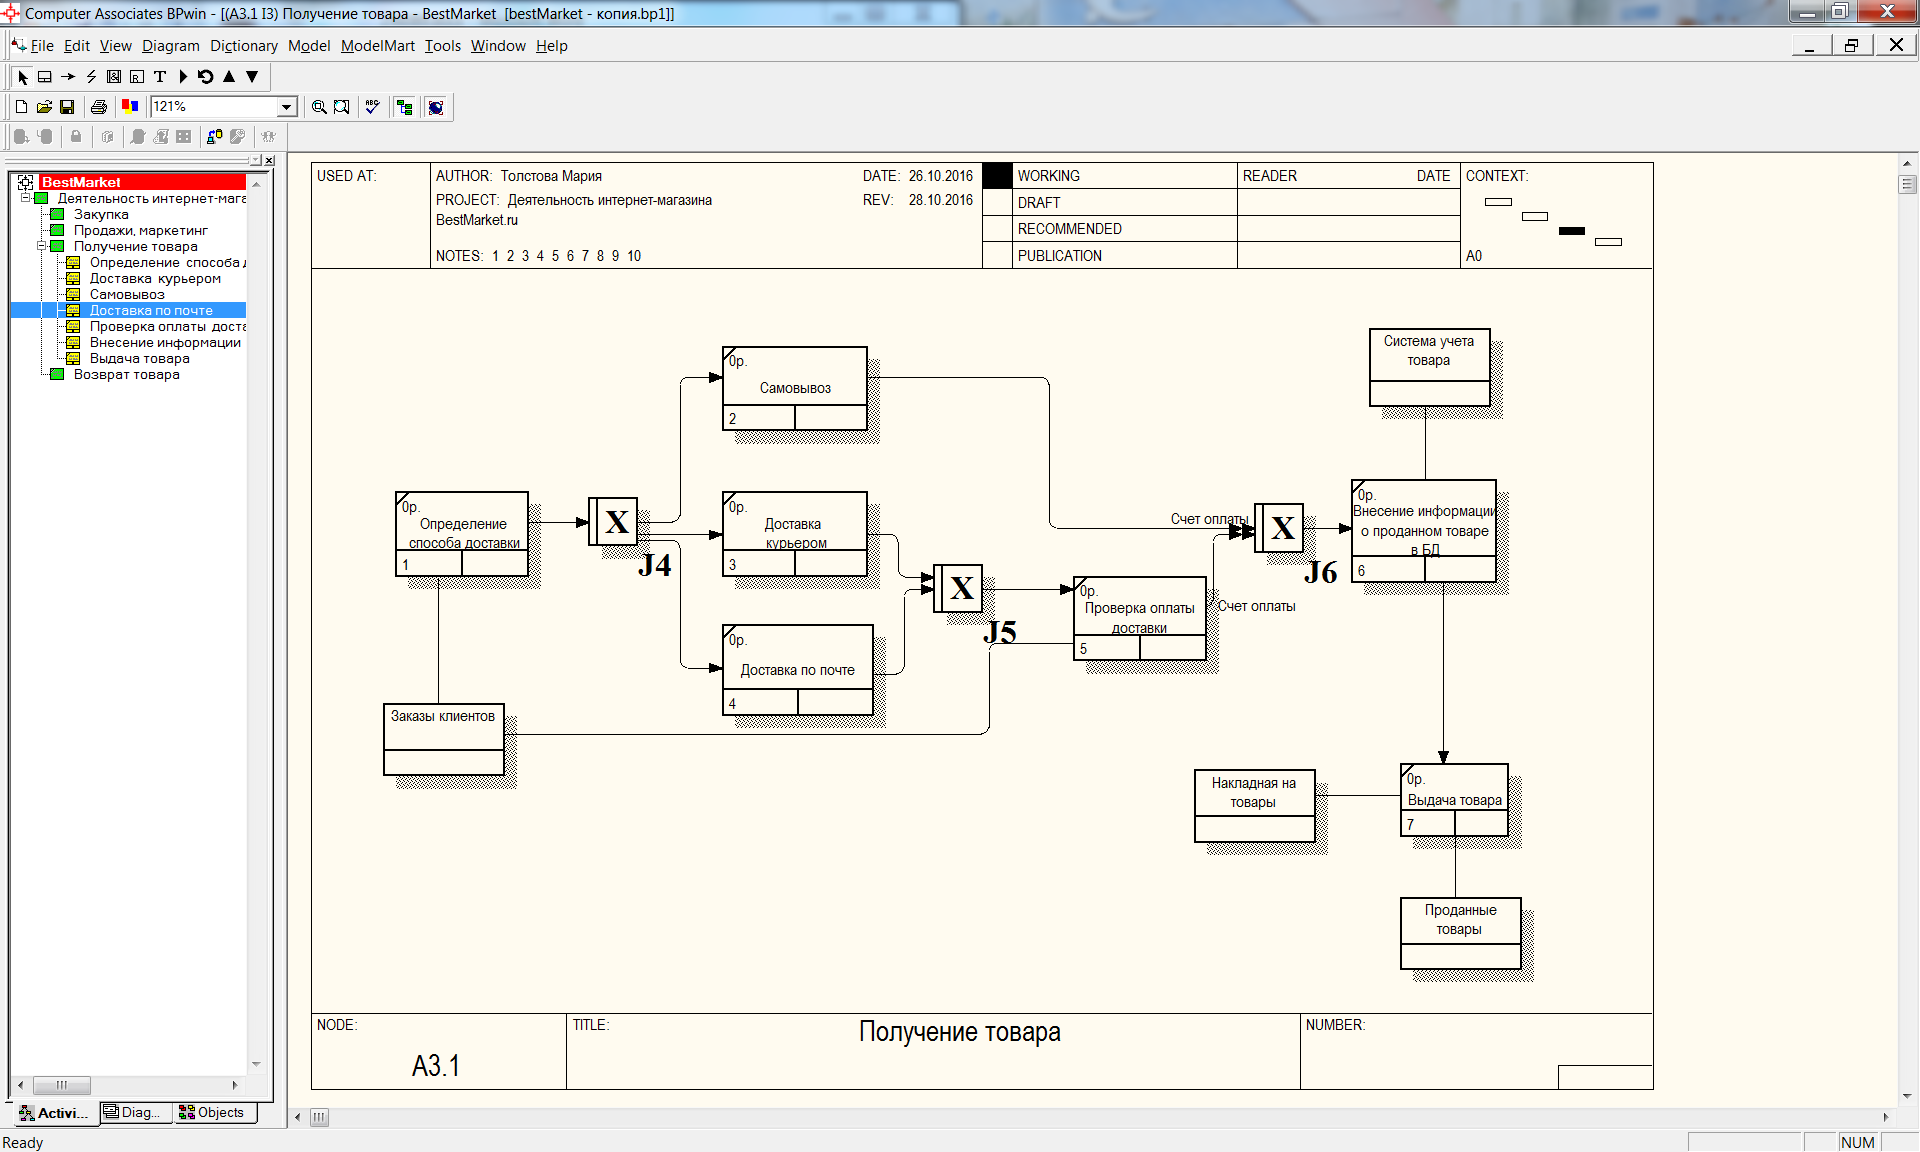 Computer Associates BPwin - [(A3.1 I3) Получение товара - BestMarket  [bestMarket - копия.bp1]]
File Edit View Diagram Dictionary Model ModelMart Tools Window Help
121%
BestMarket
Деятельность интернет-мага
Закупка
Продажи, маркетинг
Получение товара
Определение способа д
Доставка курьером
Самовывоз
Доставка по почте
Проверка оплаты доста
Внесение информации
Выдача товара
Возврат товара
Activi... Diag... Objects
Ready
NUM
USED AT:
AUTHOR: Толстова Мария
DATE: 26.10.2016
PROJECT: Деятельность интернет-магазина
REV: 28.10.2016
BestMarket.ru
NOTES: 1 2 3 4 5 6 7 8 9 10
WORKING
DRAFT
RECOMMENDED
PUBLICATION
READER DATE
CONTEXT:
A0
0р.
Определение
способа доставки
1
X
J4
0р.
Самовывоз
2
0р.
Доставка
курьером
3
0р.
Доставка по почте
4
X
J5
0р.
Проверка оплаты
доставки
5
Счет оплаты
Счет оплаты
X
J6
Система учета
товара
0р.
Внесение информации
о проданном товаре
в БД
6
Заказы клиентов
Накладная на
товары
0р.
Выдача товара
7
Проданные
товары
NODE:
A3.1
TITLE:
Получение товара
NUMBER: